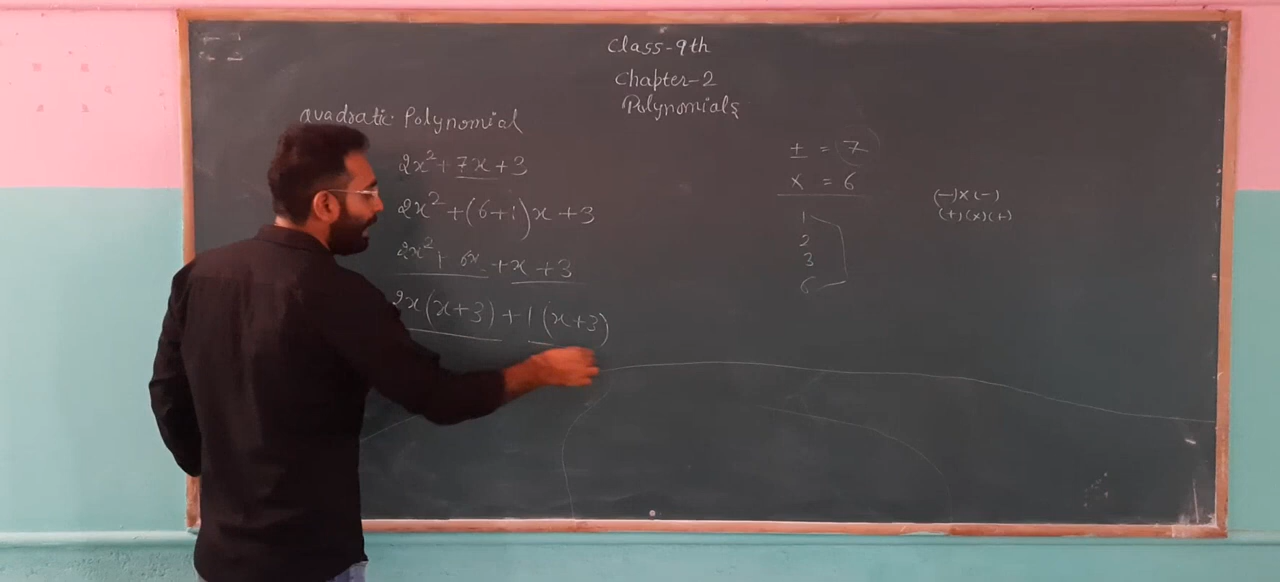 Class-9th
Chapter-2
Polynomials
Quadratic Polynomial
2x² + 7x + 3
2x² + (6+1)x + 3
2x² + 6x + x + 3
2x(x+3) + 1(x+3)
± = 7
× = 6
1
2
3
6
(-)×(-)
(+)(×)(+)